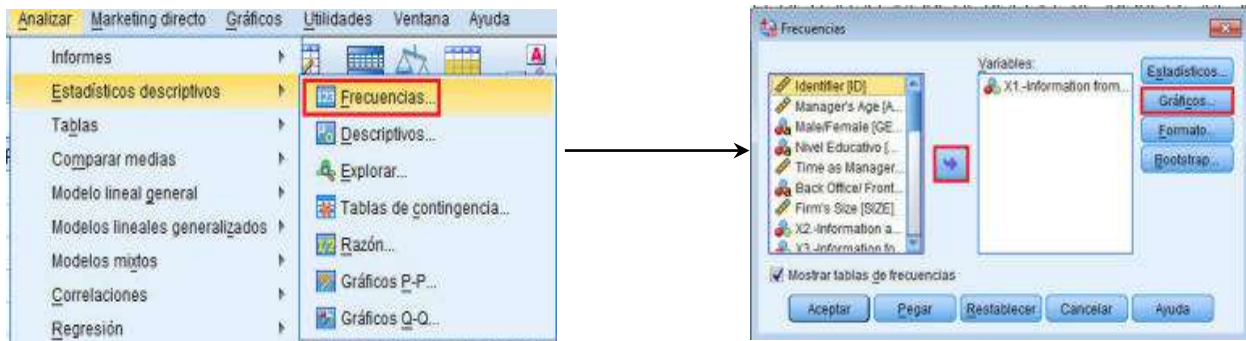 Analizar Marketing directo Gráficos Utilidades Ventana Ayuda
Informes
Estadísticos descriptivos
Tablas
Comparar medias
Modelo lineal general
Modelos lineales generalizados
Modelos mixtos
Correlaciones
Regresión
Frecuencias...
Descriptivos...
Explorar...
Tablas de contingencia...
Razón...
Gráficos P-P...
Gráficos Q-Q...
Frecuencias
Identifier [ID]
Manager's Age [A...
Male/Female [GE...
Nivel Educativo [...
Time as Manager...
Back Office/ Front...
Firm's Size [SIZE]
X2.-Information a...
X3.-Information fo...
Variables:
X1.-Information from...
Estadísticos...
Gráficos...
Formato...
Bootstrap...
Mostrar tablas de frecuencias
Aceptar Pegar Restablecer Cancelar Ayuda